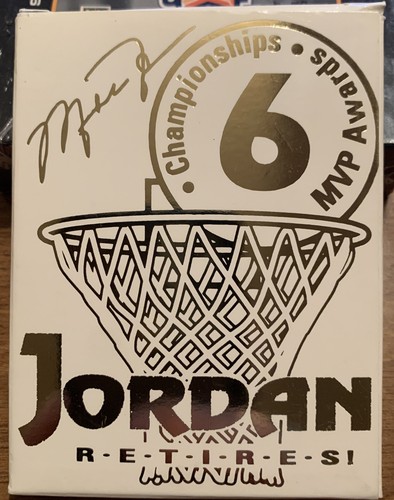 • Championships • MVP Awards
6
JORDAN
R·E·T·I·R·E·S!